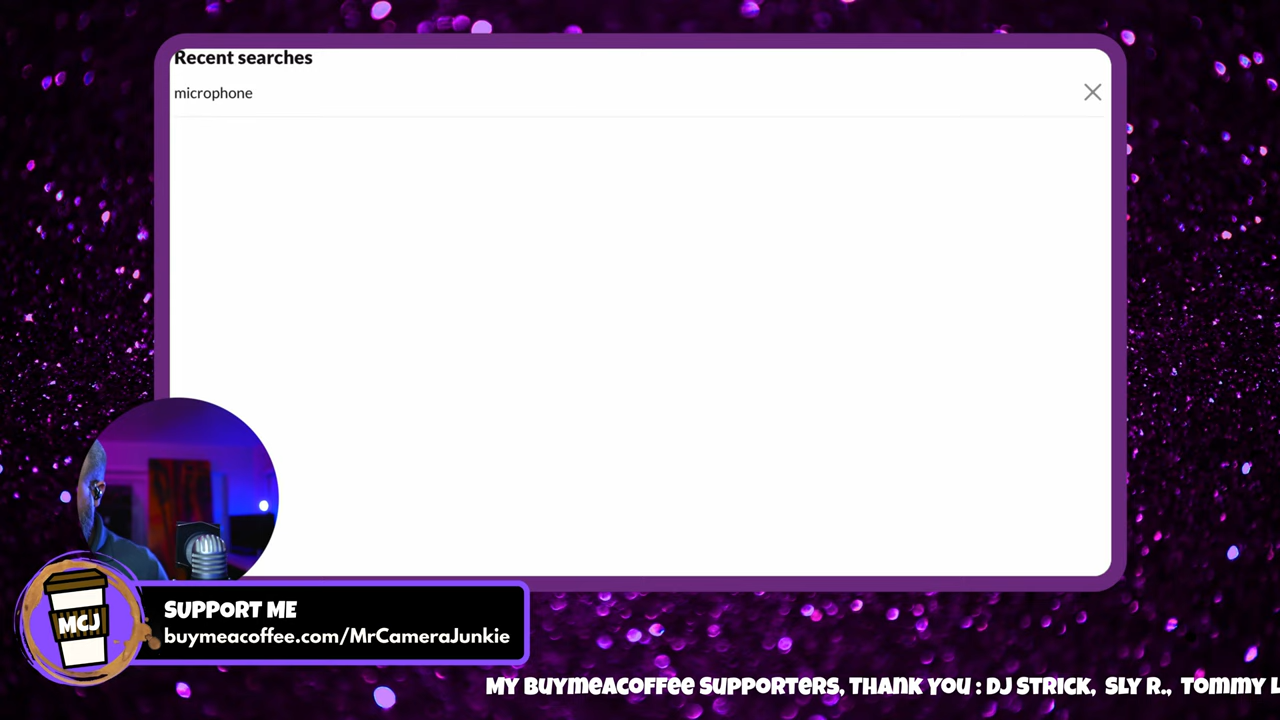 Recent searches
microphone
MCJ
SUPPORT ME
buymeacoffee.com/MrCameraJunkie
My BuyMeACoffee Supporters, Thank you : DJ Strick, Sly R., Tommy L